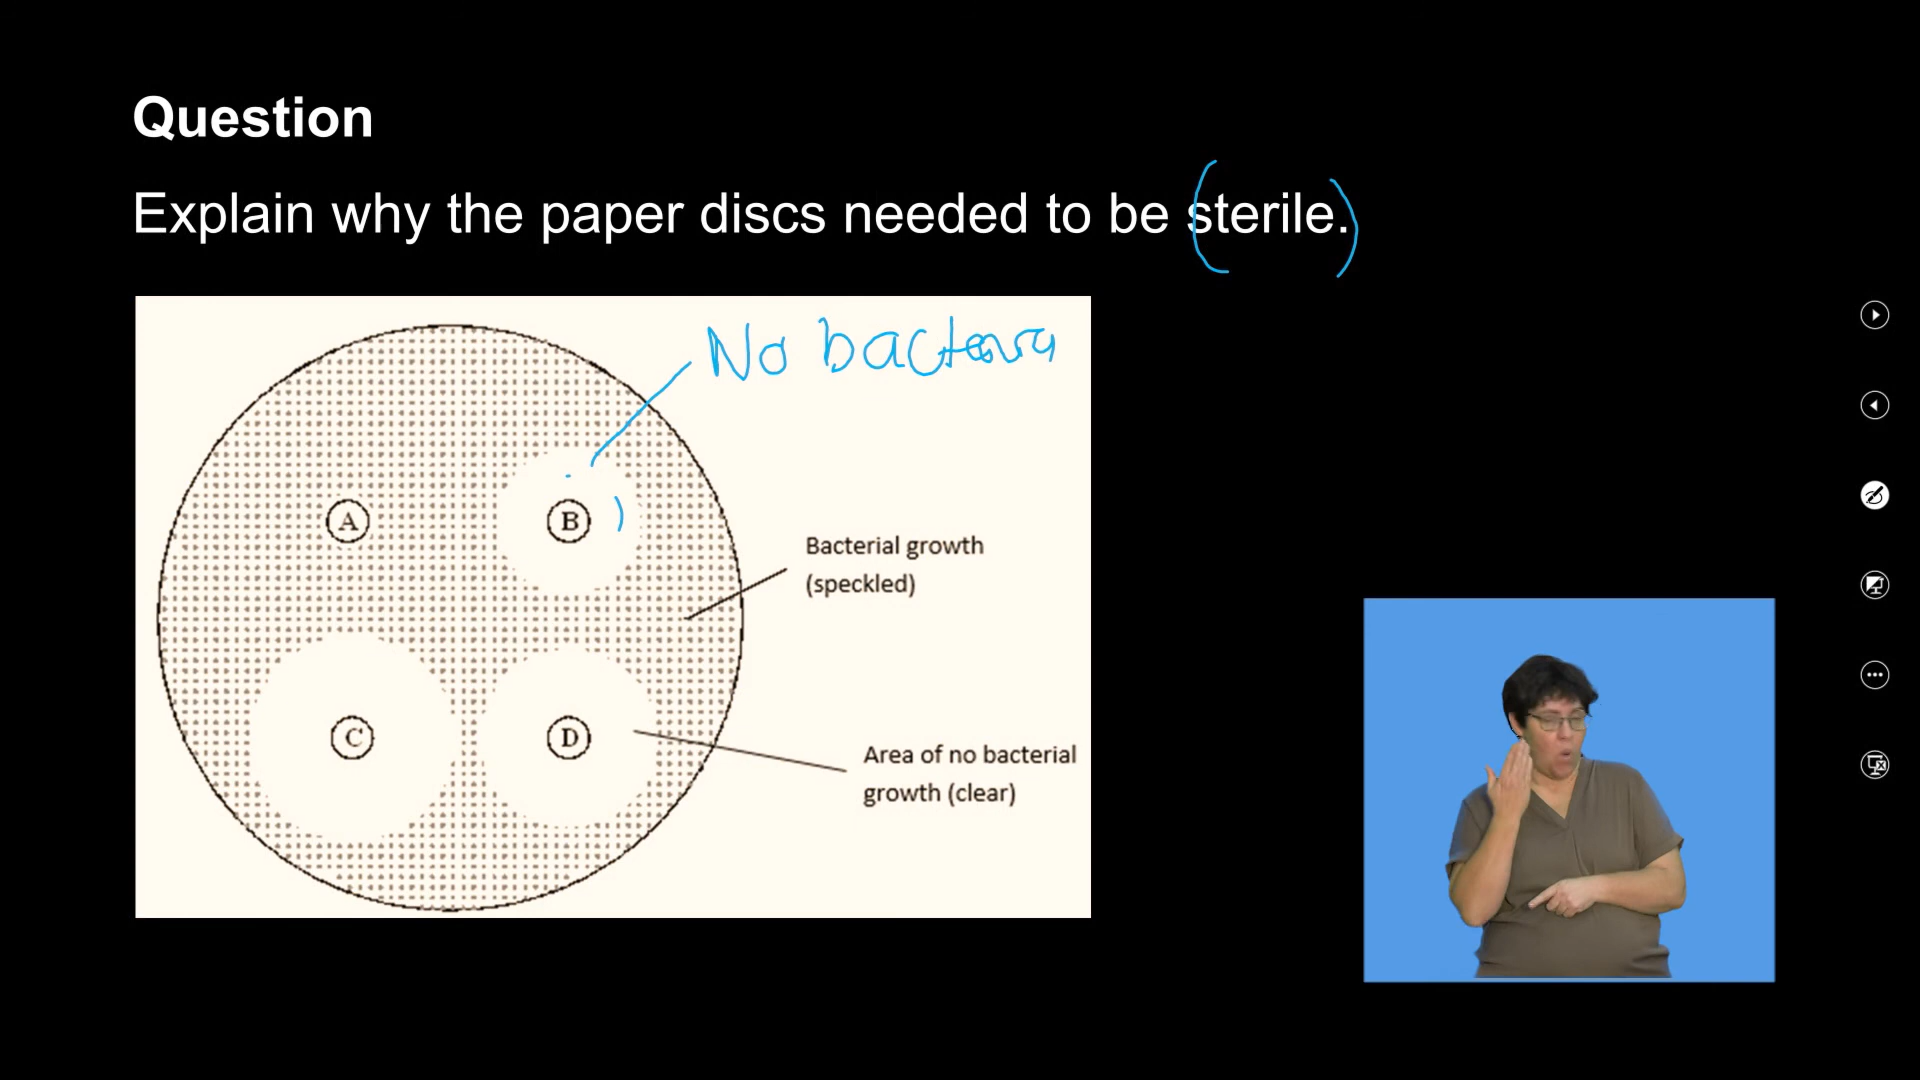 Question
Explain why the paper discs needed to be sterile.
No bacteria
A
B
Bacterial growth
(speckled)
C
D
Area of no bacterial
growth (clear)